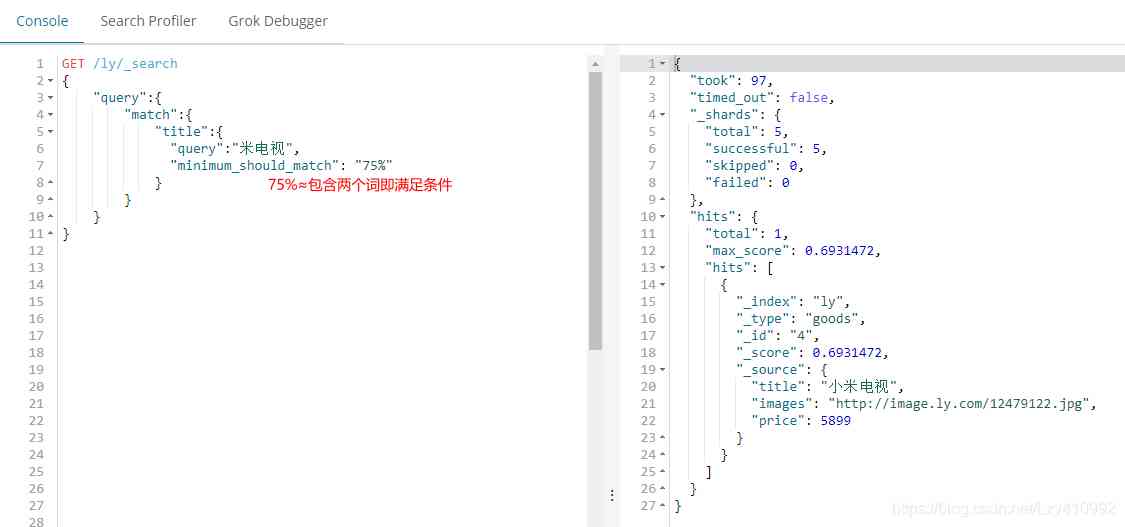 Console Search Profiler Grok Debugger
1 GET /ly/_search
2 {
3 "query":{
4 "match":{
5 "title":{
6 "query":"米电视",
7 "minimum_should_match": "75%"
8 }
75%≈包含两个词即满足条件
9 }
10 }
11 }
12
13
14
15
16
17
18
19
20
21
22
23
24
25
26
27
28
1 {
2 "took": 97,
3 "timed_out": false,
4 "_shards": {
5 "total": 5,
6 "successful": 5,
7 "skipped": 0,
8 "failed": 0
9 },
10 "hits": {
11 "total": 1,
12 "max_score": 0.6931472,
13 "hits": [
14 {
15 "_index": "ly",
16 "_type": "goods",
17 "_id": "4",
18 "_score": 0.6931472,
19 "_source": {
20 "title": "小米电视",
21 "images": "http://image.ly.com/12479122.jpg",
22 "price": 5899
23 }
24 }
25 ]
26 }
27 }